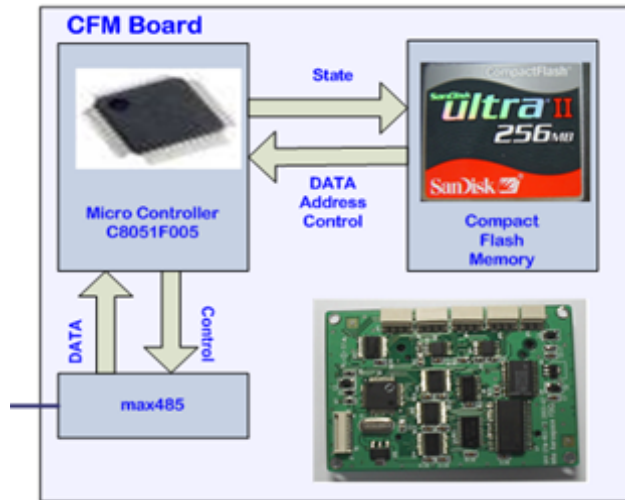 CFM Board
State
CompactFlash
SanDisk
ultra II
256MB
SanDisk
DATA
Address
Control
Micro Controller
C8051F005
Compact
Flash
Memory
DATA
Control
max485